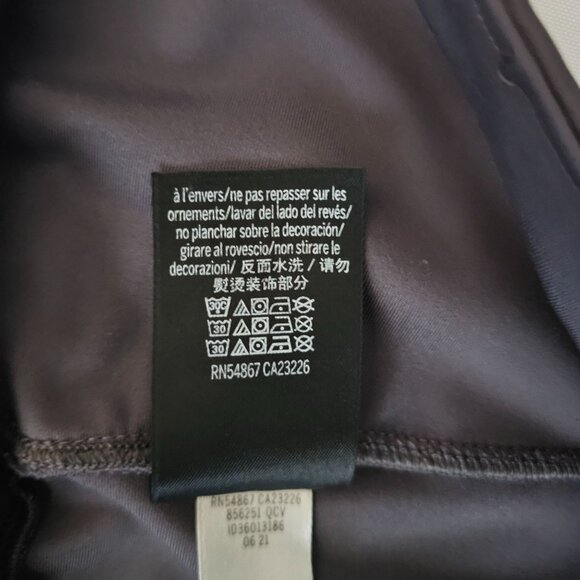 à l'envers/ne pas repasser sur les
ornements/lavar del lado del revés/
no planchar sobre la decoración/
girare al rovescio/non stirare le
decorazioni/ 反面水洗 / 请勿
熨烫装饰部分
30C
30
30
RN54867 CA23226
RN54867 CA23226
856251 QCV
ID36013186
06 21